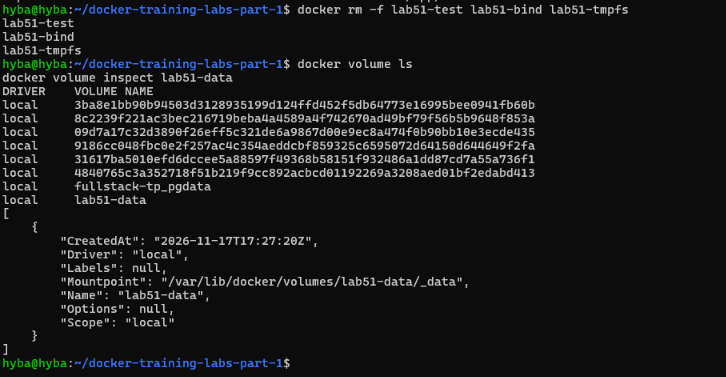 hyba@hyba:~/docker-training-labs-part-1$ docker rm -f lab51-test lab51-bind lab51-tmpfs
lab51-test
lab51-bind
lab51-tmpfs
hyba@hyba:~/docker-training-labs-part-1$ docker volume ls
docker volume inspect lab51-data
DRIVER    VOLUME NAME
local     3ba8e1bb90b94503d3128935199d124ffd452f5db64773e16995bee0941fb60b
local     8c2239f221ac3bec216719beba4a4589a4f742670ad49bf79f56b5b9648f853a
local     09d7a17c32d3890f26eff5c321de6a9867d00e9ec8a474f0b90bb10e3ecde435
local     9186cc048fbc0e2f257ac4c354aeddcbf859325c6595072d64150d644649f2fa
local     31617ba5010efd6dccee5a88597f49368b58151f932486a1dd87cd7a55a736f1
local     4840765c3a352718f51b219f9cc892acbcd01192269a3208aed01bf2edabd413
local     fullstack-tp_pgdata
local     lab51-data
[
    {
        "CreatedAt": "2026-11-17T17:27:20Z",
        "Driver": "local",
        "Labels": null,
        "Mountpoint": "/var/lib/docker/volumes/lab51-data/_data",
        "Name": "lab51-data",
        "Options": null,
        "Scope": "local"
    }
]
hyba@hyba:~/docker-training-labs-part-1$